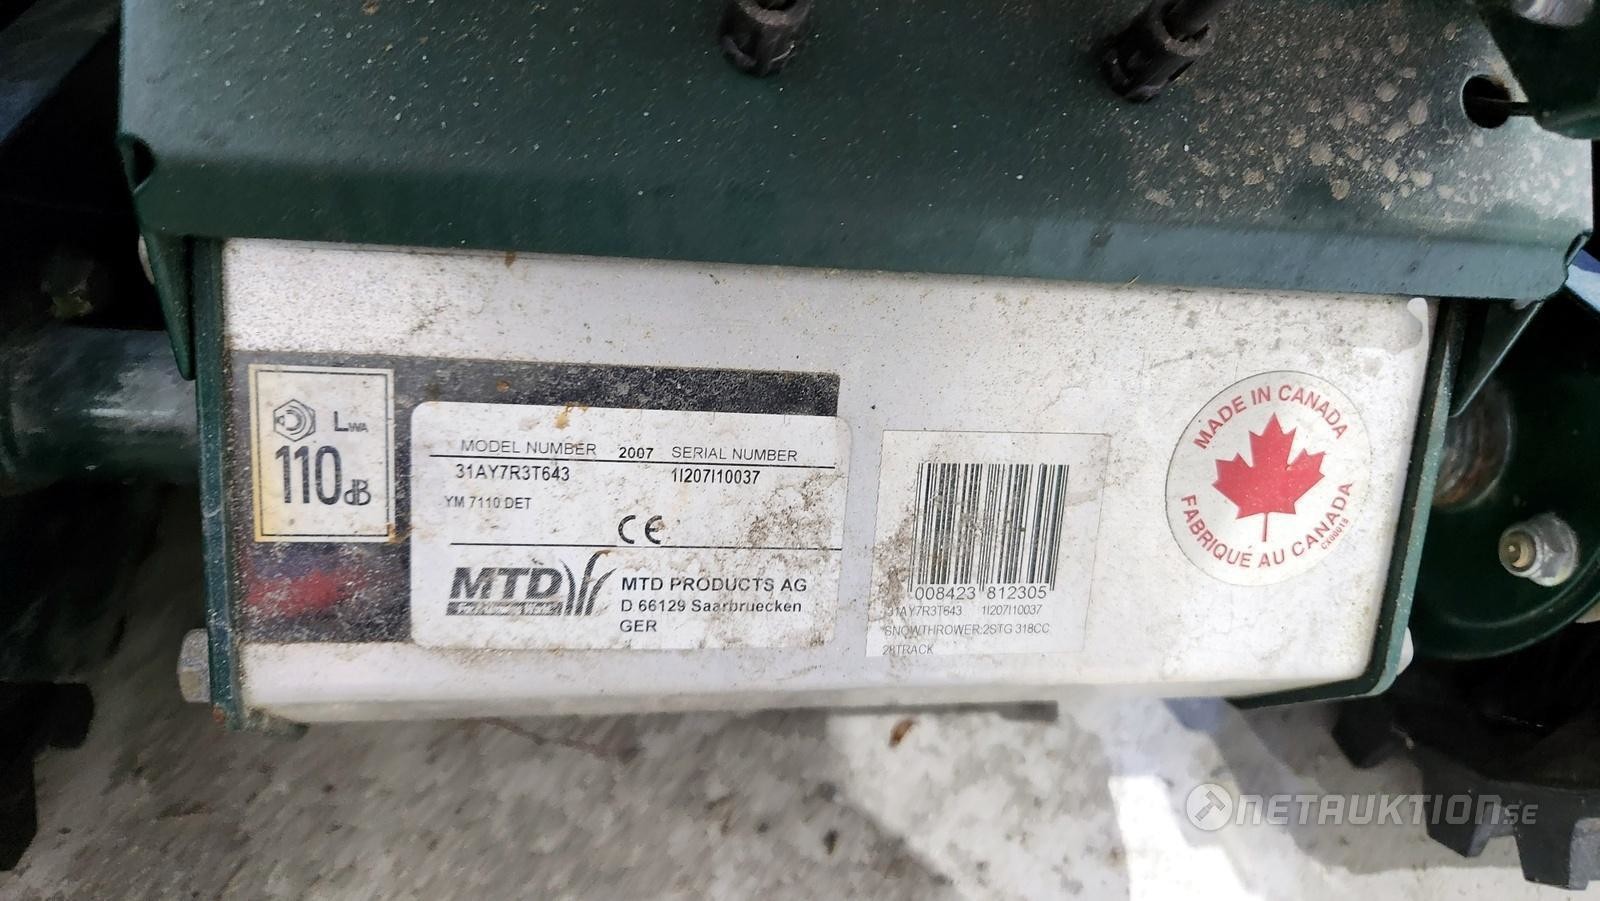 LWA
110dB
MODEL NUMBER 2007 SERIAL NUMBER
31AY7R3T643 1I207I10037
YM 7110 DET
CE
MTD
MTD PRODUCTS AG
D 66129 Saarbruecken
GER
008423 812305
31AY7R3T643 1I207I10037
SNOWTHROWER:2STG 318CC
28TRACK
MADE IN CANADA
FABRIQUÉ AU CANADA
NETAUKTION.SE